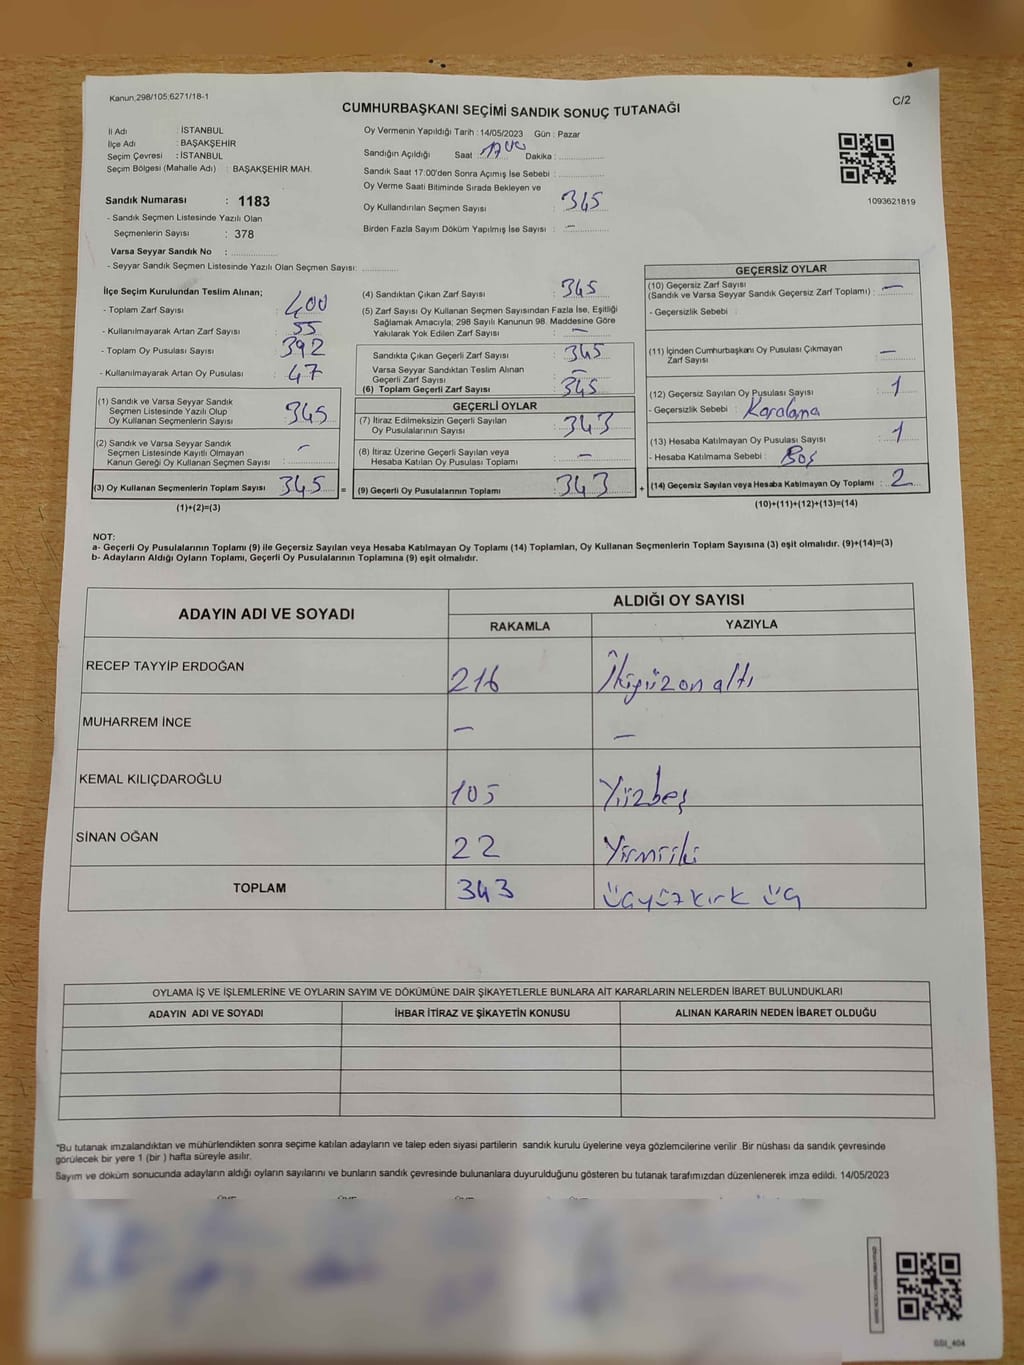 Kanun,298/105;6271/18-1
CUMHURBAŞKANI SEÇİMİ SANDIK SONUÇ TUTANAĞI
C/2
İl Adı : İSTANBUL
İlçe Adı : BAŞAKŞEHİR
Seçim Çevresi : İSTANBUL
Seçim Bölgesi (Mahalle Adı) : BAŞAKŞEHİR MAH.
Sandık Numarası : 1183
- Sandık Seçmen Listesinde Yazılı Olan
Seçmenlerin Sayısı : 378
Varsa Seyyar Sandık No :
- Seyyar Sandık Seçmen Listesinde Yazılı Olan Seçmen Sayısı:
Oy Vermenin Yapıldığı Tarih : 14/05/2023 Gün : Pazar
Sandığın Açıldığı Saat : 17 00 Dakika :
Sandık Saat 17:00'den Sonra Açımış İse Sebebi :
Oy Verme Saati Bitiminde Sırada Bekleyen ve
Oy Kullandırılan Seçmen Sayısı : 345
Birden Fazla Sayım Döküm Yapılmış İse Sayısı : -
1093621819
İlçe Seçim Kurulundan Teslim Alınan;
- Toplam Zarf Sayısı : 400
- Kullanılmayarak Artan Zarf Sayısı : 55
- Toplam Oy Pusulası Sayısı : 392
- Kullanılmayarak Artan Oy Pusulası : 47
(1) Sandık ve Varsa Seyyar Sandık
Seçmen Listesinde Yazılı Olup
Oy Kullanan Seçmenlerin Sayısı : 345
(2) Sandık ve Varsa Seyyar Sandık
Seçmen Listesinde Kayıtlı Olmayan
Kanun Gereği Oy Kullanan Seçmen Sayısı : -
(3) Oy Kullanan Seçmenlerin Toplam Sayısı : 345 =
(1)+(2)=(3)
(4) Sandıktan Çıkan Zarf Sayısı : 345
(5) Zarf Sayısı Oy Kullanan Seçmen Sayısından Fazla İse, Eşitliği
Sağlamak Amacıyla; 298 Sayılı Kanunun 98. Maddesine Göre
Yakılarak Yok Edilen Zarf Sayısı : -
Sandıkta Çıkan Geçerli Zarf Sayısı : 345
Varsa Seyyar Sandıktan Teslim Alınan
Geçerli Zarf Sayısı : -
(6) Toplam Geçerli Zarf Sayısı : 345
GEÇERLİ OYLAR
(7) İtiraz Edilmeksizin Geçerli Sayılan
Oy Pusulalarının Sayısı : 343
(8) İtiraz Üzerine Geçerli Sayılan veya
Hesaba Katılan Oy Pusulası Toplamı : -
(9) Geçerli Oy Pusulalarının Toplamı : 343 +
GEÇERSİZ OYLAR
(10) Geçersiz Zarf Sayısı
(Sandık ve Varsa Seyyar Sandık Geçersiz Zarf Toplamı) : -
- Geçersizlik Sebebi :
(11) İçinden Cumhurbaşkanı Oy Pusulası Çıkmayan
Zarf Sayısı : -
(12) Geçersiz Sayılan Oy Pusulası Sayısı : 1
- Geçersizlik Sebebi : Karalama
(13) Hesaba Katılmayan Oy Pusulası Sayısı : 1
- Hesaba Katılmama Sebebi : Boş
(14) Geçersiz Sayılan veya Hesaba Katılmayan Oy Toplamı : 2
(10)+(11)+(12)+(13)=(14)
NOT:
a- Geçerli Oy Pusulalarının Toplamı (9) ile Geçersiz Sayılan veya Hesaba Katılmayan Oy Toplamı (14) Toplamları, Oy Kullanan Seçmenlerin Toplam Sayısına (3) eşit olmalıdır. (9)+(14)=(3)
b- Adayların Aldığı Oyların Toplamı, Geçerli Oy Pusulalarının Toplamına (9) eşit olmalıdır.
ADAYIN ADI VE SOYADI
ALDIĞI OY SAYISI
RAKAMLA YAZIYLA
RECEP TAYYİP ERDOĞAN 216 İkiyüzonaltı
MUHARREM İNCE - -
KEMAL KILIÇDAROĞLU 105 Yüzbeş
SİNAN OĞAN 22 Yirmiiki
TOPLAM 343 üçyüzkırk üç
OYLAMA İŞ VE İŞLEMLERİNE VE OYLARIN SAYIM VE DÖKÜMÜNE DAİR ŞİKAYETLERLE BUNLARA AİT KARARLARIN NELERDEN İBARET BULUNDUKLARI
ADAYIN ADI VE SOYADI İHBAR İTİRAZ VE ŞİKAYETİN KONUSU ALINAN KARARIN NEDEN İBARET OLDUĞU
*Bu tutanak imzalandıktan ve mühürlendikten sonra seçime katılan adayların ve talep eden siyasi partilerin sandık kurulu üyelerine veya gözlemcilerine verilir .Bir nüshası da sandık çevresinde
görülecek bir yere 1 (bir ) hafta süreyle asılır.
Sayım ve döküm sonucunda adayların aldığı oyların sayılarını ve bunların sandık çevresinde bulunanlara duyurulduğunu gösteren bu tutanak tarafımızdan düzenlenerek imza edildi. 14/05/2023